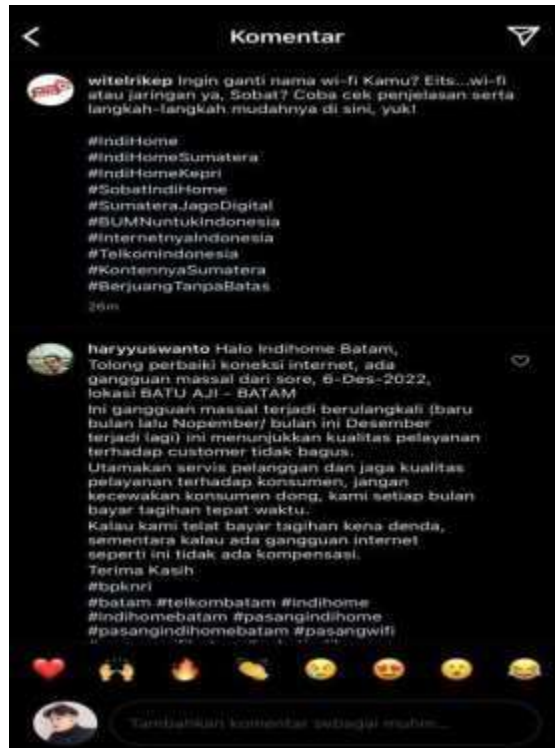 Komentar
witelrikep Ingin ganti nama wi-fi Kamu? Eits...wi-fi
atau jaringan ya, Sobat? Coba cek penjelasan serta
langkah-langkah mudahnya di sini, yuk!
#IndiHome
#IndiHomeSumatera
#IndiHomeKepri
#SobatIndiHome
#SumateraJagoDigital
#BUMNuntukIndonesia
#InternetnyaIndonesia
#TelkomIndonesia
#KontennyaSumatera
#BerjuangTanpaBatas
26m
haryyuswanto Halo Indihome Batam,
Tolong perbaiki koneksi internet, ada
gangguan massal dari sore, 6-Des-2022,
lokasi BATU AJI - BATAM
Ini gangguan massal terjadi berulangkali (baru
bulan lalu Nopember/ bulan ini Desember
terjadi lagi) ini menunjukkan kualitas pelayanan
terhadap customer tidak bagus.
Utamakan servis pelanggan dan jaga kualitas
pelayanan terhadap konsumen, jangan
kecewakan konsumen dong, kami setiap bulan
bayar tagihan tepat waktu.
Kalau kami telat bayar tagihan kena denda,
sementara kalau ada gangguan internet
seperti ini tidak ada kompensasi.
Terima Kasih
#bpknri
#batam #telkombatam #indihome
#indihomebatam #pasangindihome
#pasangindihomebatam #pasangwifi
Tambahkan komentar sebagai